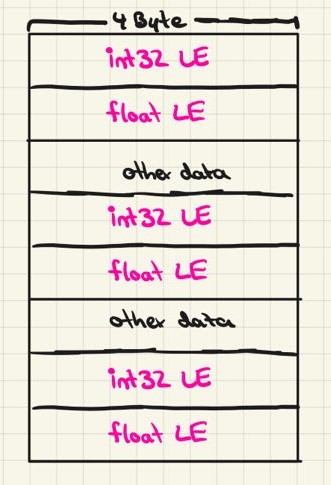 4 Byte
int32 LE
float LE
other data
int32 LE
float LE
other data
int32 LE
float LE